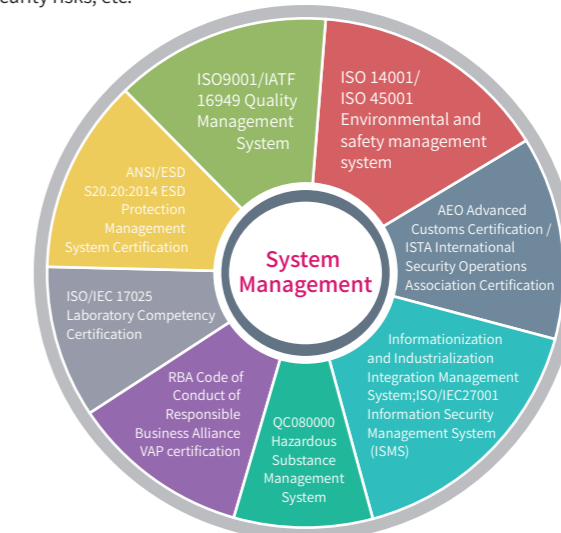 curity risks, etc.
ISO9001/IATF
16949 Quality
Management
System
ISO 14001/
ISO 45001
Environmental and
safety management
system
AEO Advanced
Customs Certification /
ISTA International
Security Operations
Association Certification
Informationization
and Industrialization
Integration Management
System;ISO/IEC27001
Information Security
Management System
(ISMS)
QC080000
Hazardous
Substance
Management
System
RBA Code of
Conduct of
Responsible
Business Alliance
VAP certification
ISO/IEC 17025
Laboratory Competency
Certification
ANSI/ESD
S20.20:2014 ESD
Protection
Management
System Certification
System
Management